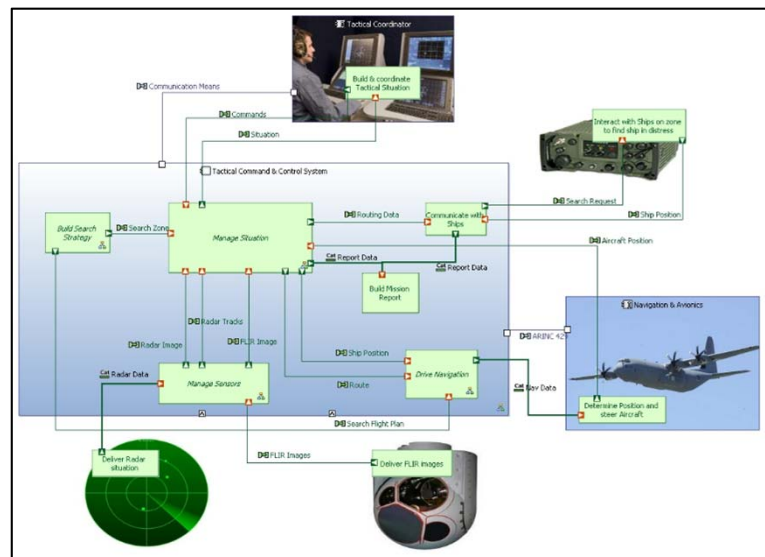 Tactical Coordinator
Communication Means
Build & coordinate
Tactical Situation
Commands
Situation
Interact with Ships on zone
to find ship in distress
Tactical Command & Control System
Search Request
Ship Position
Build Search
Strategy
Search Zone
Manage Situation
Routing Data
Communicate with
Ships
Aircraft Position
Cat Report Data
Cat Report Data
Build Mission
Report
Navigation & Avionics
Radar Tracks
Radar Image
FLIR Image
ARINC 429
Ship Position
Cat Radar Data
Manage Sensors
Route
Drive Navigation
Cat Nav Data
Search Flight Plan
Determine Position and
steer Aircraft
Deliver Radar
situation
FLIR Images
Deliver FLIR images